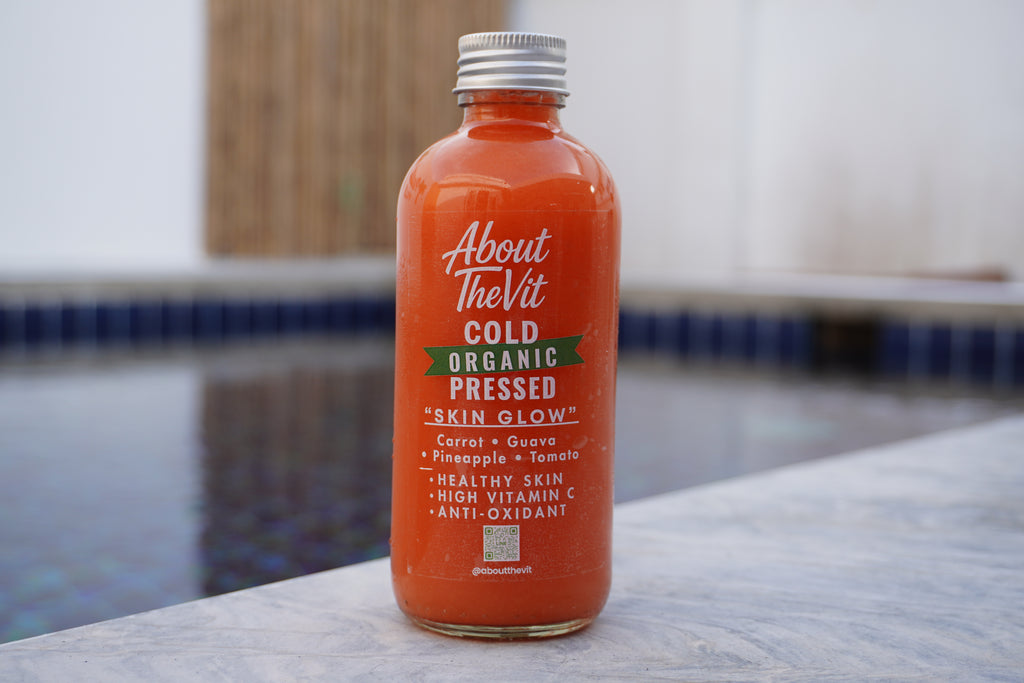 About
TheVit
COLD
ORGANIC
PRESSED
“SKIN GLOW”
Carrot • Guava
• Pineapple • Tomato
• HEALTHY SKIN
• HIGH VITAMIN C
• ANTI-OXIDANT
@aboutthevit